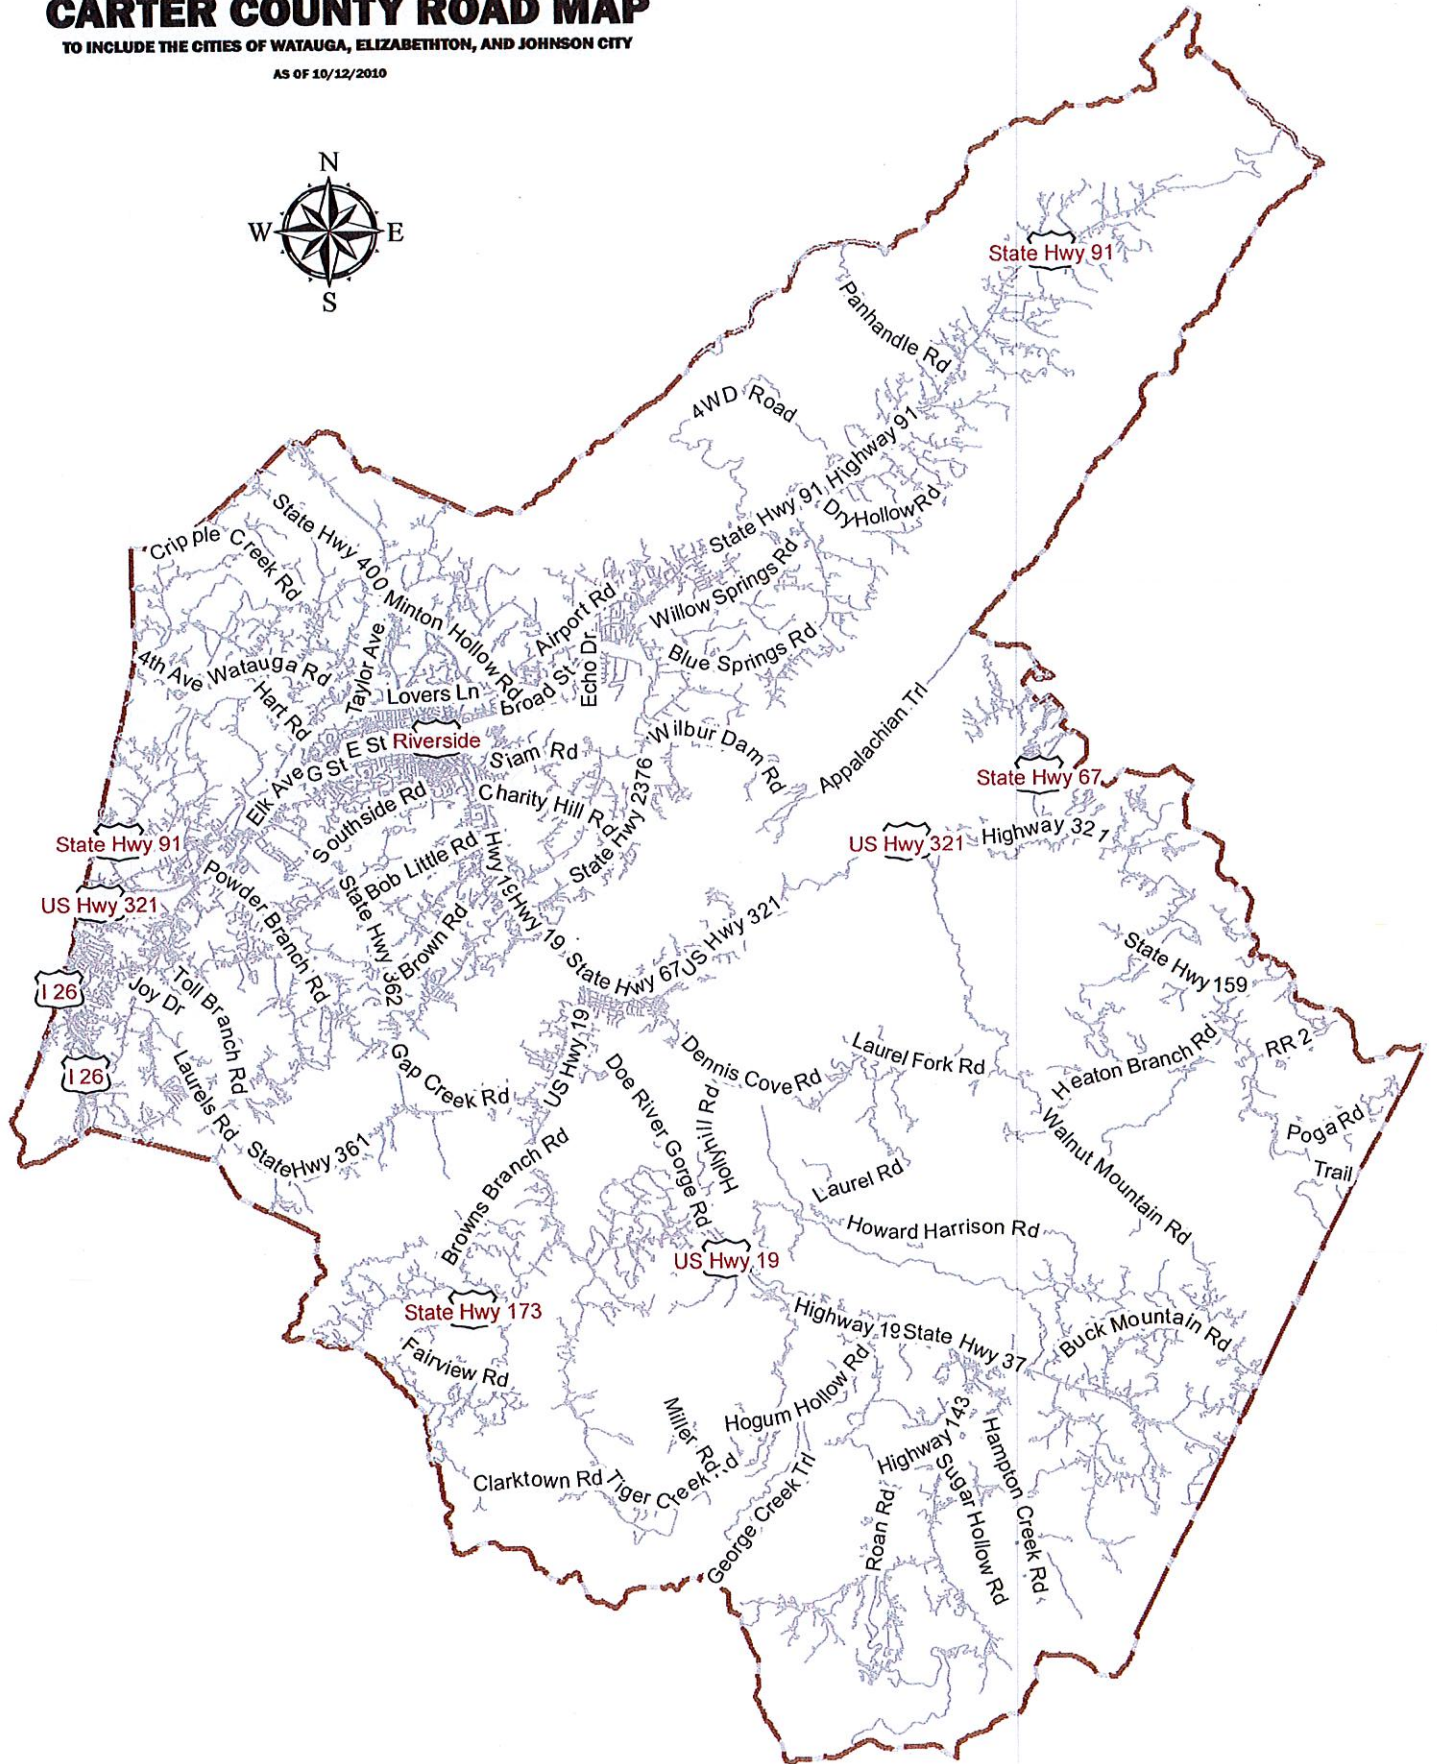 CARTER COUNTY ROAD MAP
TO INCLUDE THE CITIES OF WATAUGA, ELIZABETHTON, AND JOHNSON CITY
AS OF 10/12/2010
N
W
E
S
State Hwy 91
Panhandle Rd
4WD Road
Highway 91
State Hwy 91
Dry Hollow Rd
State Hwy 400
Cripple Creek Rd
Willow Springs Rd
Minton Hollow Rd
Airport Rd
Echo Dr
Blue Springs Rd
4th Ave
Watauga Rd
Taylor Ave
Hart Rd
Lovers Ln
Broad St
Appalachian Trl
E St
Riverside
Siam Rd
Wilbur Dam Rd
G St
Elk Ave
State Hwy 67
Charity Hill Rd
State Hwy 2376
Southside Rd
State Hwy 91
US Hwy 321
Highway 321
Bob Little Rd
Hwy 19
Powder Branch Rd
State Hwy 362
US Hwy 321
Brown Rd
Hwy 19
US Hwy 321
State Hwy 67
State Hwy 159
I 26
Joy Dr
Toll Branch Rd
US Hwy 19
Laurel Fork Rd
Heaton Branch Rd
RR 2
I 26
Laurels Rd
Gap Creek Rd
Doe River Gorge Rd
Dennis Cove Rd
Hollyhill Rd
Walnut Mountain Rd
Poga Rd
Trail
State Hwy 361
Browns Branch Rd
Laurel Rd
Howard Harrison Rd
US Hwy 19
State Hwy 173
Highway 19
State Hwy 37
Buck Mountain Rd
Fairview Rd
Miller Rd
Hogum Hollow Rd
Highway 143
Hampton Creek Rd
Clarktown Rd
Tiger Creek Rd
George Creek Trl
Roan Rd
Sugar Hollow Rd